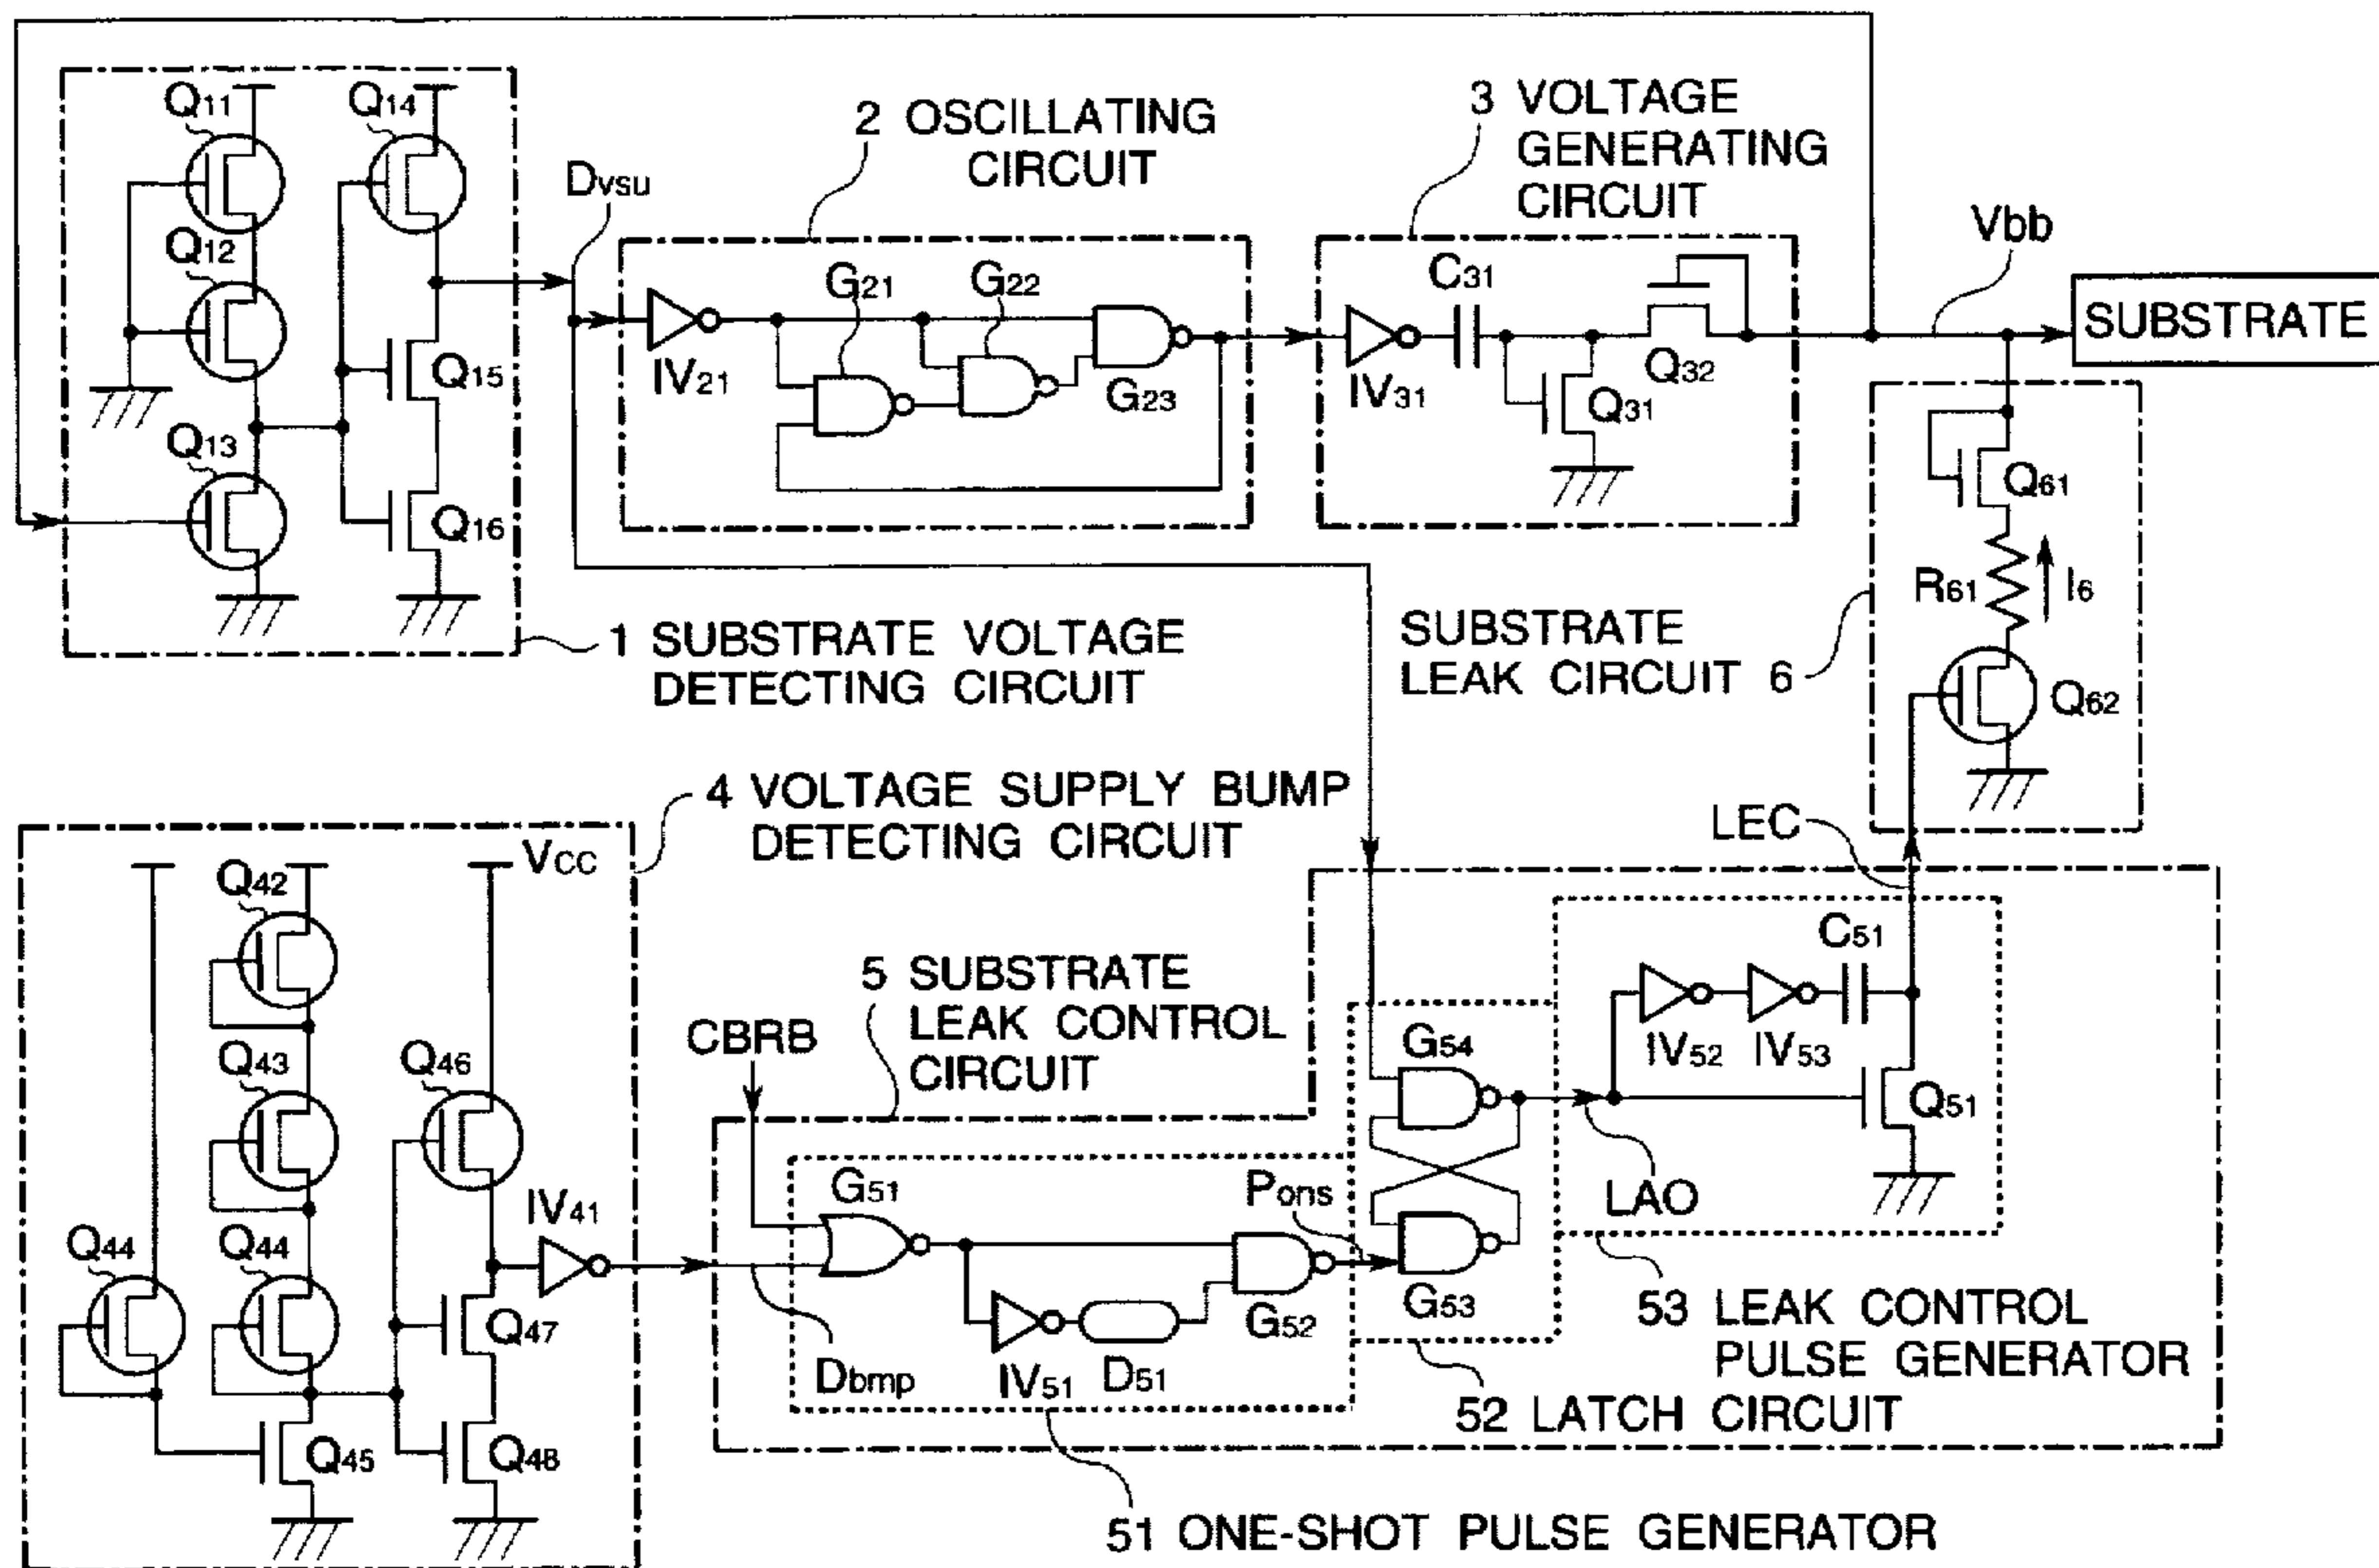 Q11
Q14
2 OSCILLATING
CIRCUIT
3 VOLTAGE
GENERATING
CIRCUIT
Dvsu
Vbb
Q12
G21
G22
C31
SUBSTRATE
IV21
G23
IV31
Q31
Q32
Q15
Q13
Q16
Q61
R61
I6
1 SUBSTRATE VOLTAGE
DETECTING CIRCUIT
SUBSTRATE
LEAK CIRCUIT 6
Q62
4 VOLTAGE SUPPLY BUMP
DETECTING CIRCUIT
LEC
VCC
Q42
C51
5 SUBSTRATE
LEAK CONTROL
CIRCUIT
CBRB
Q43
Q46
G54
IV52
IV53
Q51
G51
Pons
LAO
IV41
Q44
Q44
Q47
G52
G53
53 LEAK CONTROL
PULSE GENERATOR
Dbmp
IV51
D51
52 LATCH CIRCUIT
Q45
Q48
51 ONE-SHOT PULSE GENERATOR